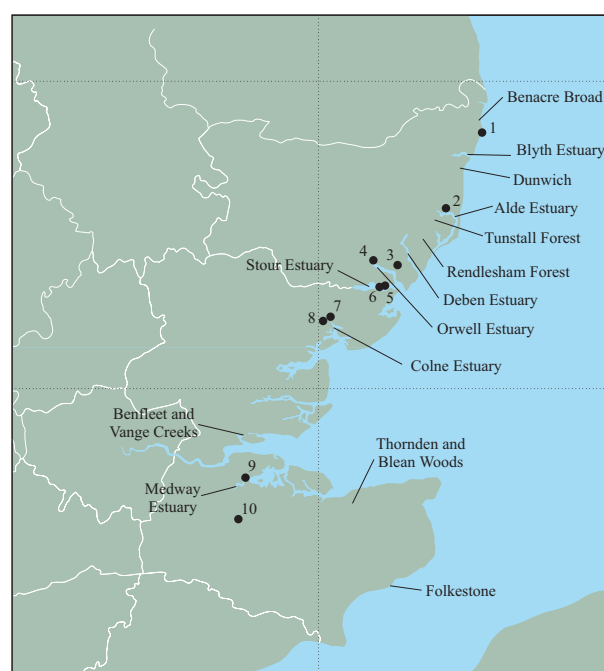 Benacre Broad
1
Blyth Estuary
Dunwich
2
Alde Estuary
Tunstall Forest
4
3
Rendlesham Forest
Stour Estuary
Deben Estuary
6
5
Orwell Estuary
7
8
Colne Estuary
Benfleet and
Vange Creeks
Thornden and
Blean Woods
9
Medway
Estuary
10
Folkestone